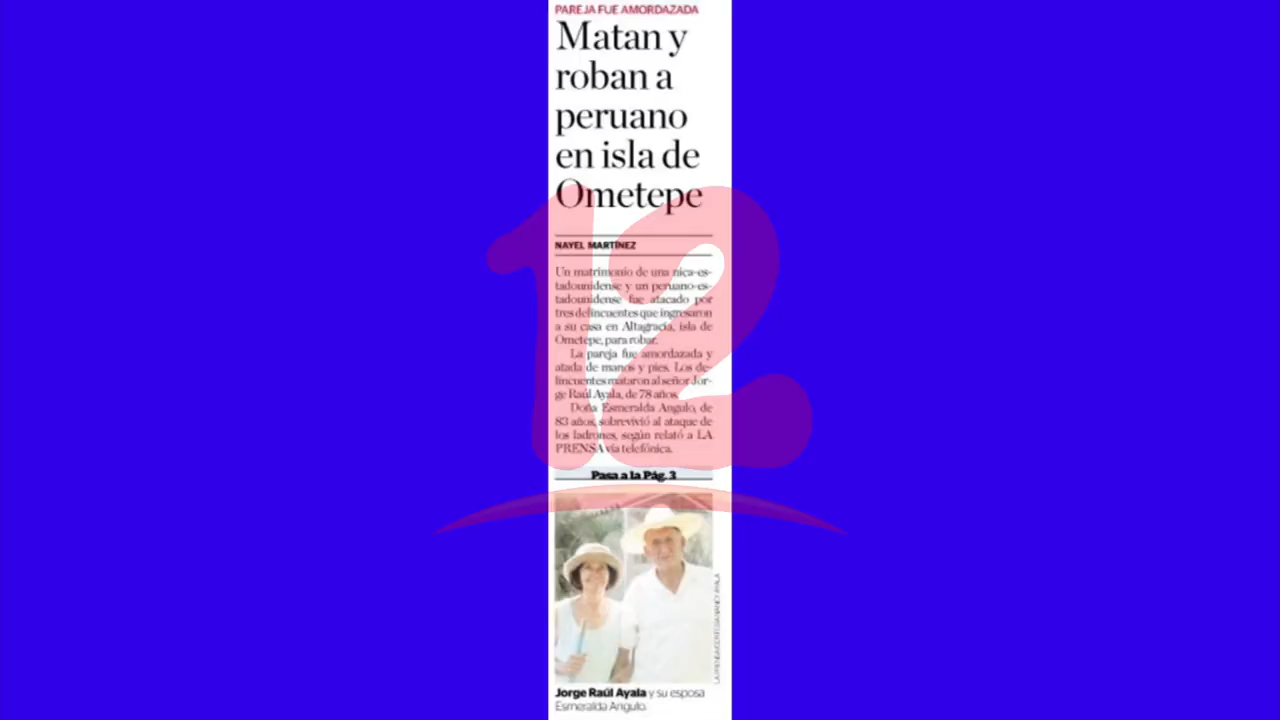 PAREJA FUE AMORDAZADA
Matan y
roban a
peruano
en isla de
Ometepe
NAYEL MARTÍNEZ
Un matrimonio de una nica-es-
tadounidense y un peruano-es-
tadounidense fue atacado por
tres delincuentes que ingresaron
a su casa en Altagracia, isla de
Ometepe, para robar.
La pareja fue amordazada y
atada de manos y pies. Los de-
lincuentes mataron al señor Jor-
ge Raúl Ayala, de 78 años.
Doña Esmeralda Angulo, de
83 años, sobrevivió al ataque de
los ladrones, según relató a LA
PRENSA vía telefónica.
Pasa a la Pág. 3
12
Jorge Raúl Ayala y su esposa
Esmeralda Angulo.